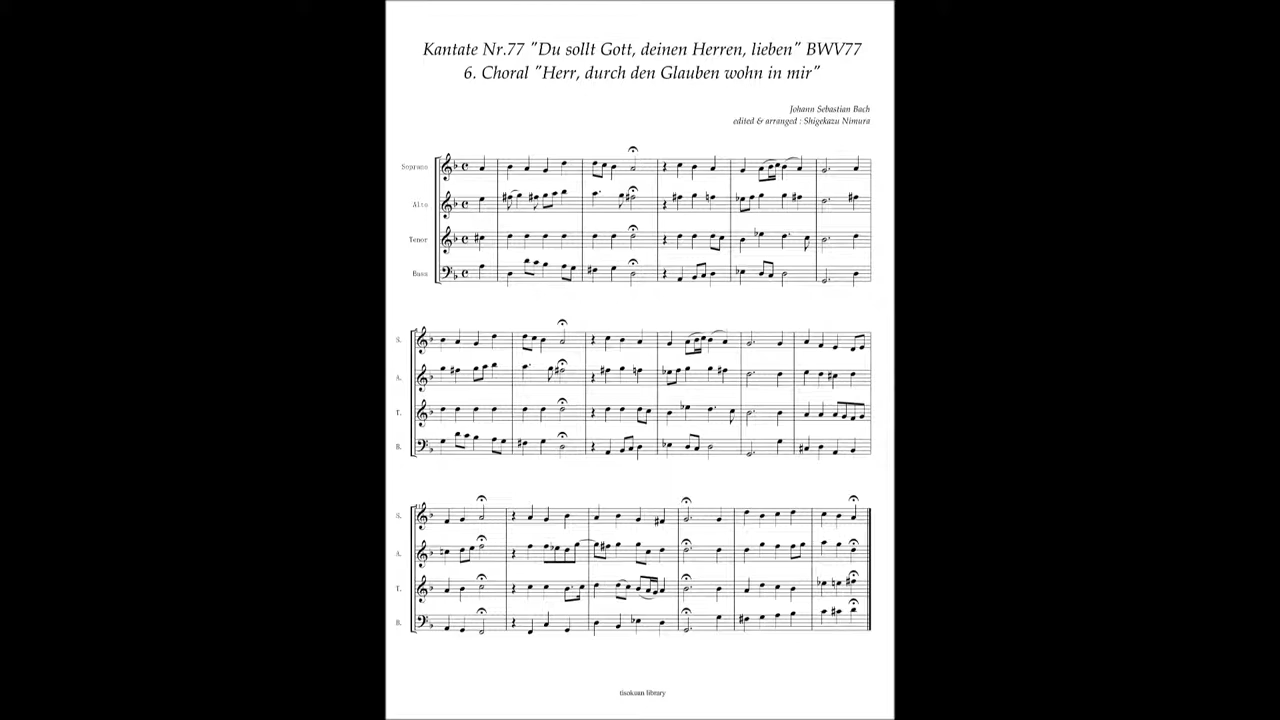 Kantate Nr.77 "Du sollt Gott, deinen Herren, lieben" BWV77
6. Choral "Herr, durch den Glauben wohn in mir"
Johann Sebastian Bach
edited & arranged : Shigekazu Nimura
Soprano
Alto
Tenor
Bass
S.
A.
T.
B.
S.
A.
T.
B.
tisokuan library